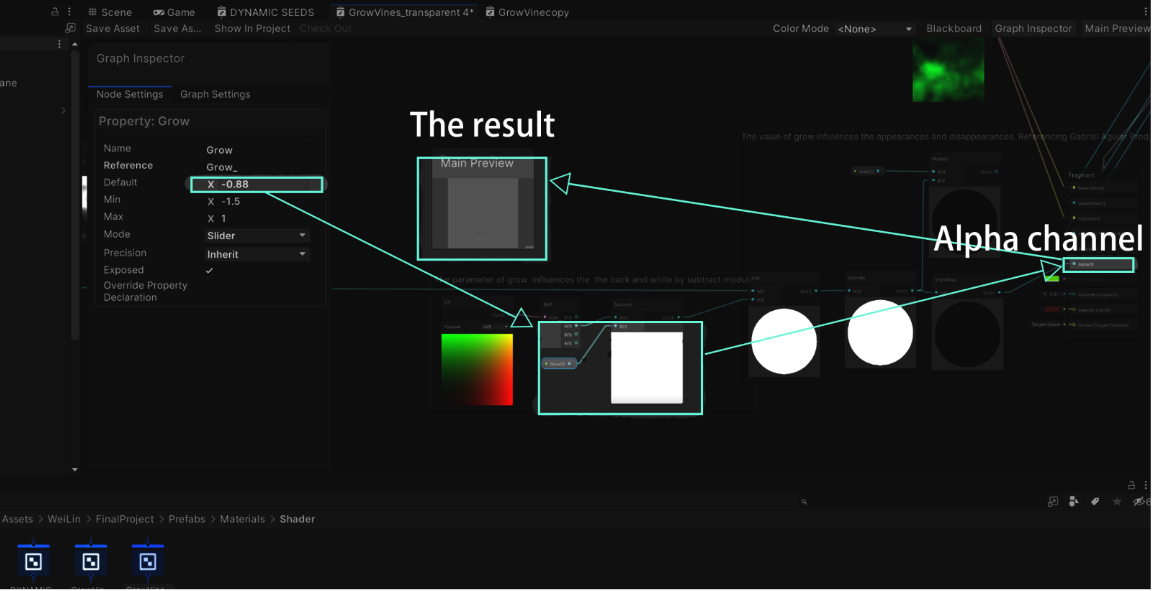 Scene
Game
DYNAMIC SEEDS
GrowVines_transparent 4*
GrowVinecopy
Save Asset
Save As...
Show In Project
Check Out
Color Mode
<None>
Blackboard
Graph Inspector
Main Preview
ane
Graph Inspector
Node Settings
Graph Settings
Property: Grow
Name
Grow
Reference
Grow_
Default
X -0.88
Min
X -1.5
Max
X 1
Mode
Slider
Precision
Inherit
Exposed
Override Property
Declaration
The result
Main Preview
The value of grow infulences the appearances and disappearances. Referencing Gabriel Aguiar Prod.
Fragment
Alpha channel
parameter of grow influences the the back and white by subtract modul
Assets > WeiLin > FinalProject > Prefabs > Materials > Shader